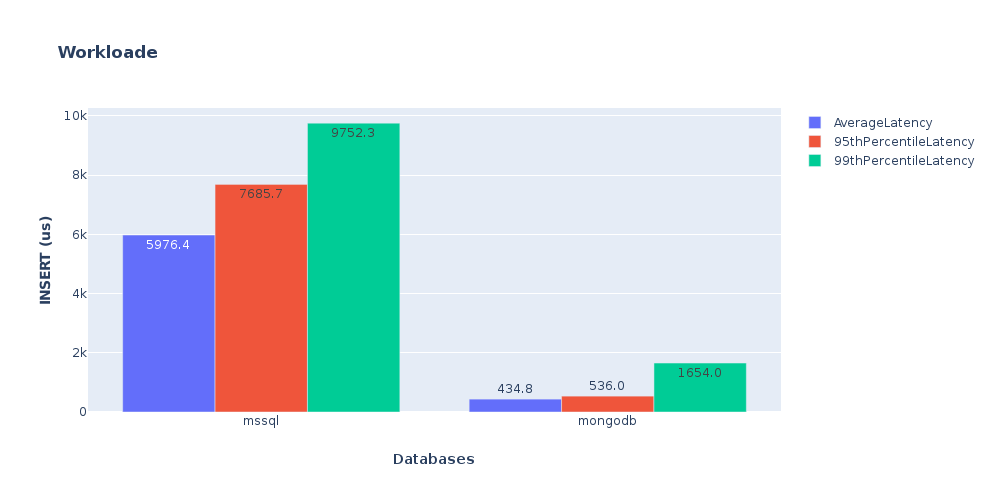 Workloade
10k
8k
6k
4k
2k
0
INSERT (us)
5976.4
7685.7
9752.3
434.8
536.0
1654.0
mssql
mongodb
Databases
AverageLatency
95thPercentileLatency
99thPercentileLatency